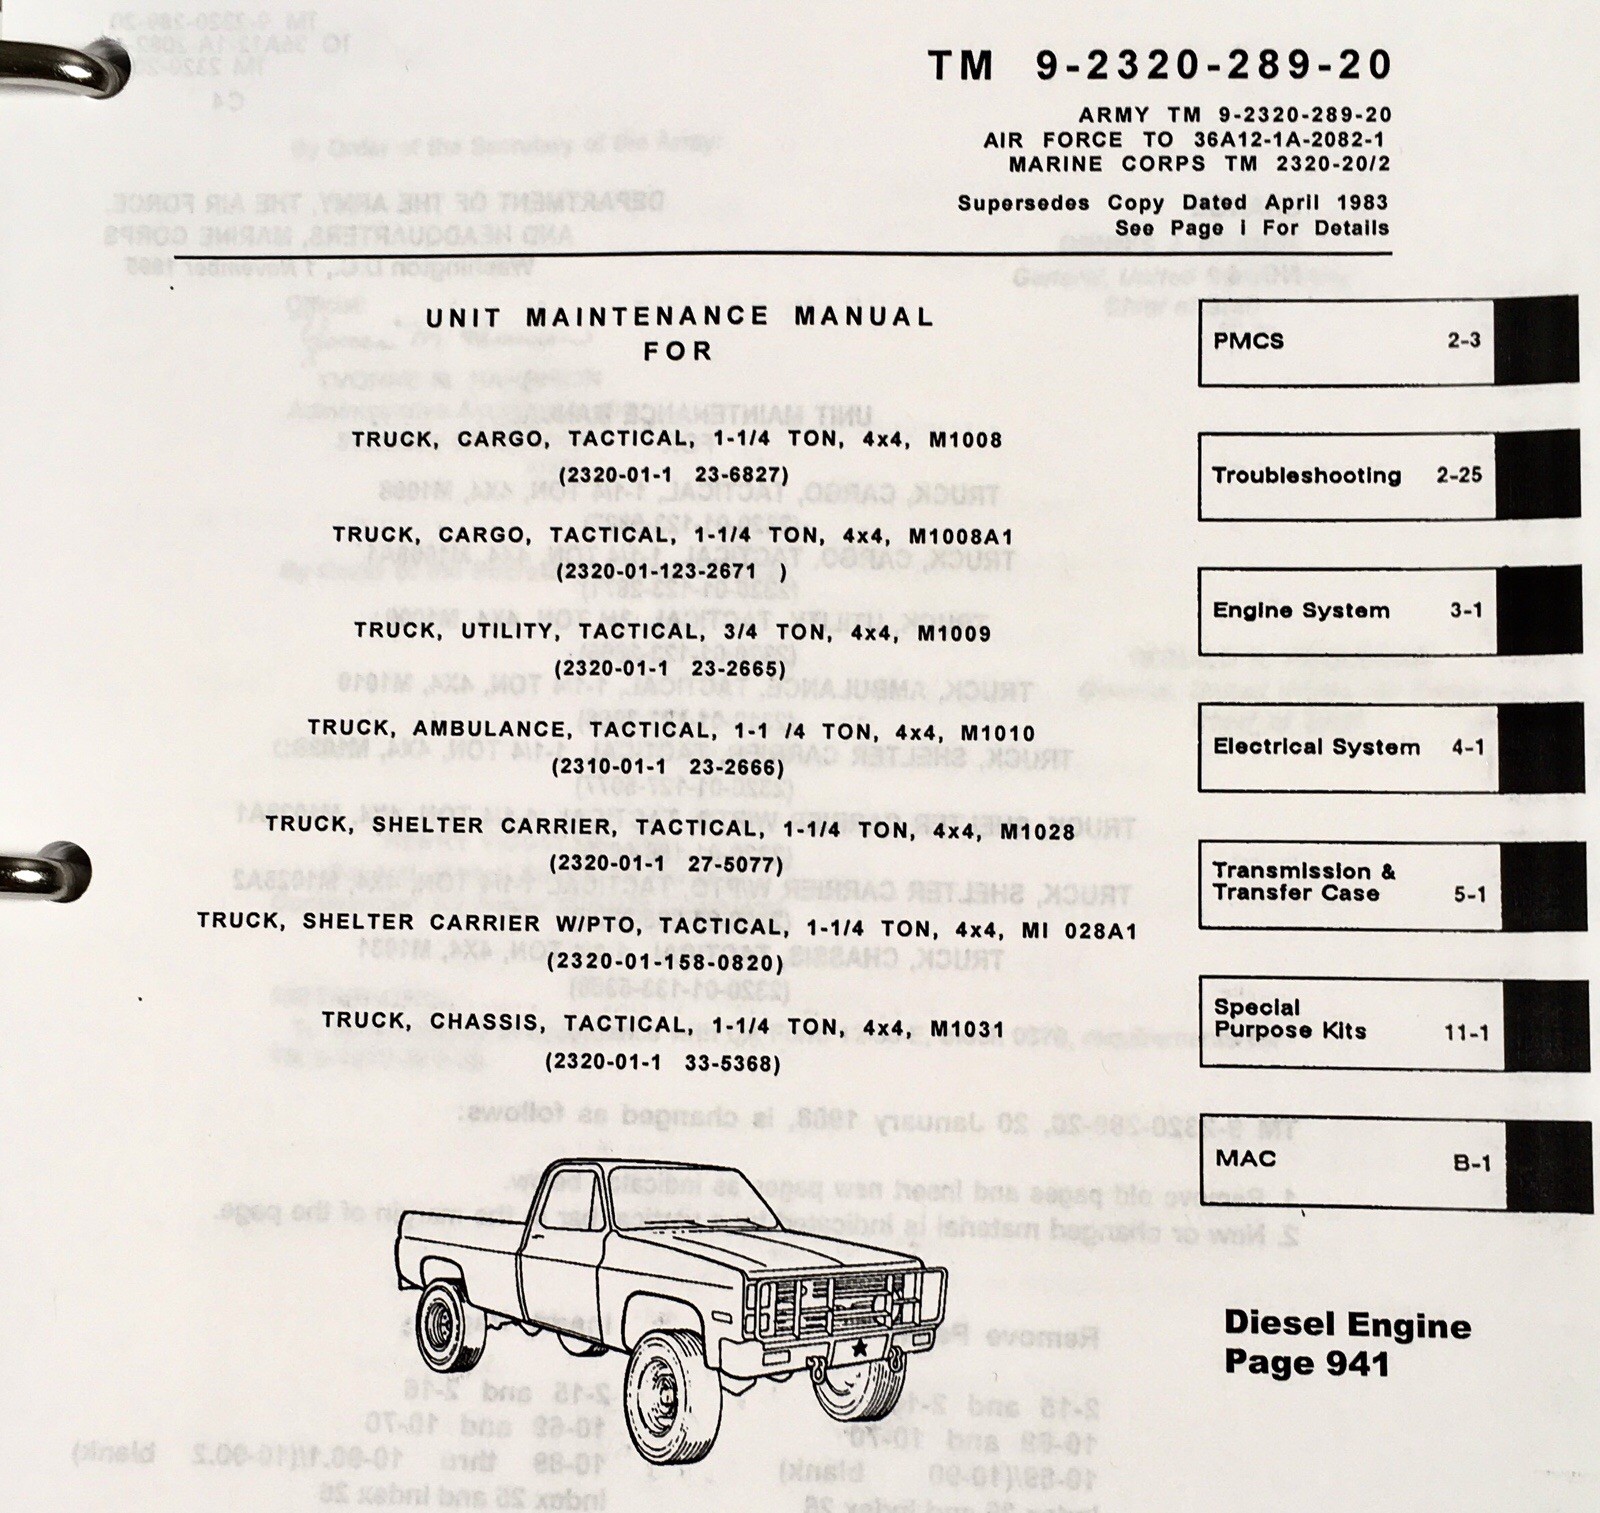 TM 9-2320-289-20
ARMY TM 9-2320-289-20
AIR FORCE TO 36A12-1A-2082-1
MARINE CORPS TM 2320-20/2
Supersedes Copy Dated April 1983
See Page i For Details
UNIT MAINTENANCE MANUAL
FOR
TRUCK, CARGO, TACTICAL, 1-1/4 TON, 4x4, M1008
(2320-01-1 23-6827)
TRUCK, CARGO, TACTICAL, 1-1/4 TON, 4x4, M1008A1
(2320-01-123-2671 )
TRUCK, UTILITY, TACTICAL, 3/4 TON, 4x4, M1009
(2320-01-1 23-2665)
TRUCK, AMBULANCE, TACTICAL, 1-1 /4 TON, 4x4, M1010
(2310-01-1 23-2666)
TRUCK, SHELTER CARRIER, TACTICAL, 1-1/4 TON, 4x4, M1028
(2320-01-1 27-5077)
TRUCK, SHELTER CARRIER W/PTO, TACTICAL, 1-1/4 TON, 4x4, MI 028A1
(2320-01-158-0820)
TRUCK, CHASSIS, TACTICAL, 1-1/4 TON, 4x4, M1031
(2320-01-1 33-5368)
PMCS 2-3
Troubleshooting 2-25
Engine System 3-1
Electrical System 4-1
Transmission &
Transfer Case 5-1
Special
Purpose Kits 11-1
MAC B-1
Diesel Engine
Page 941